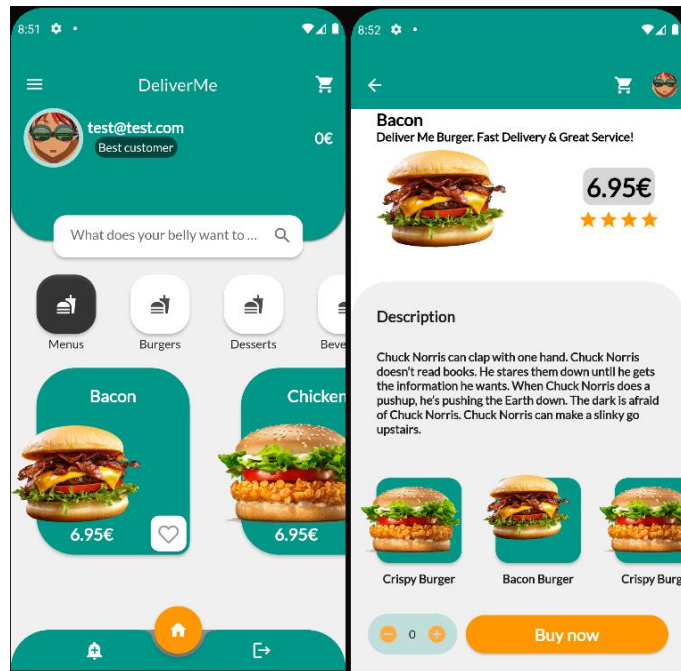 8:51
DeliverMe
test@test.com
Best customer
0€
What does your belly want to ...
Menus
Burgers
Desserts
Beve
Bacon
6.95€
Chicken
6.95€
8:52
Bacon
Deliver Me Burger. Fast Delivery & Great Service!
6.95€
Description
Chuck Norris can clap with one hand. Chuck Norris
doesn't read books. He stares them down until he gets
the information he wants. When Chuck Norris does a
pushup, he's pushing the Earth down. The dark is afraid
of Chuck Norris. Chuck Norris can make a slinky go
upstairs.
Crispy Burger
Bacon Burger
Crispy Burg
0
Buy now